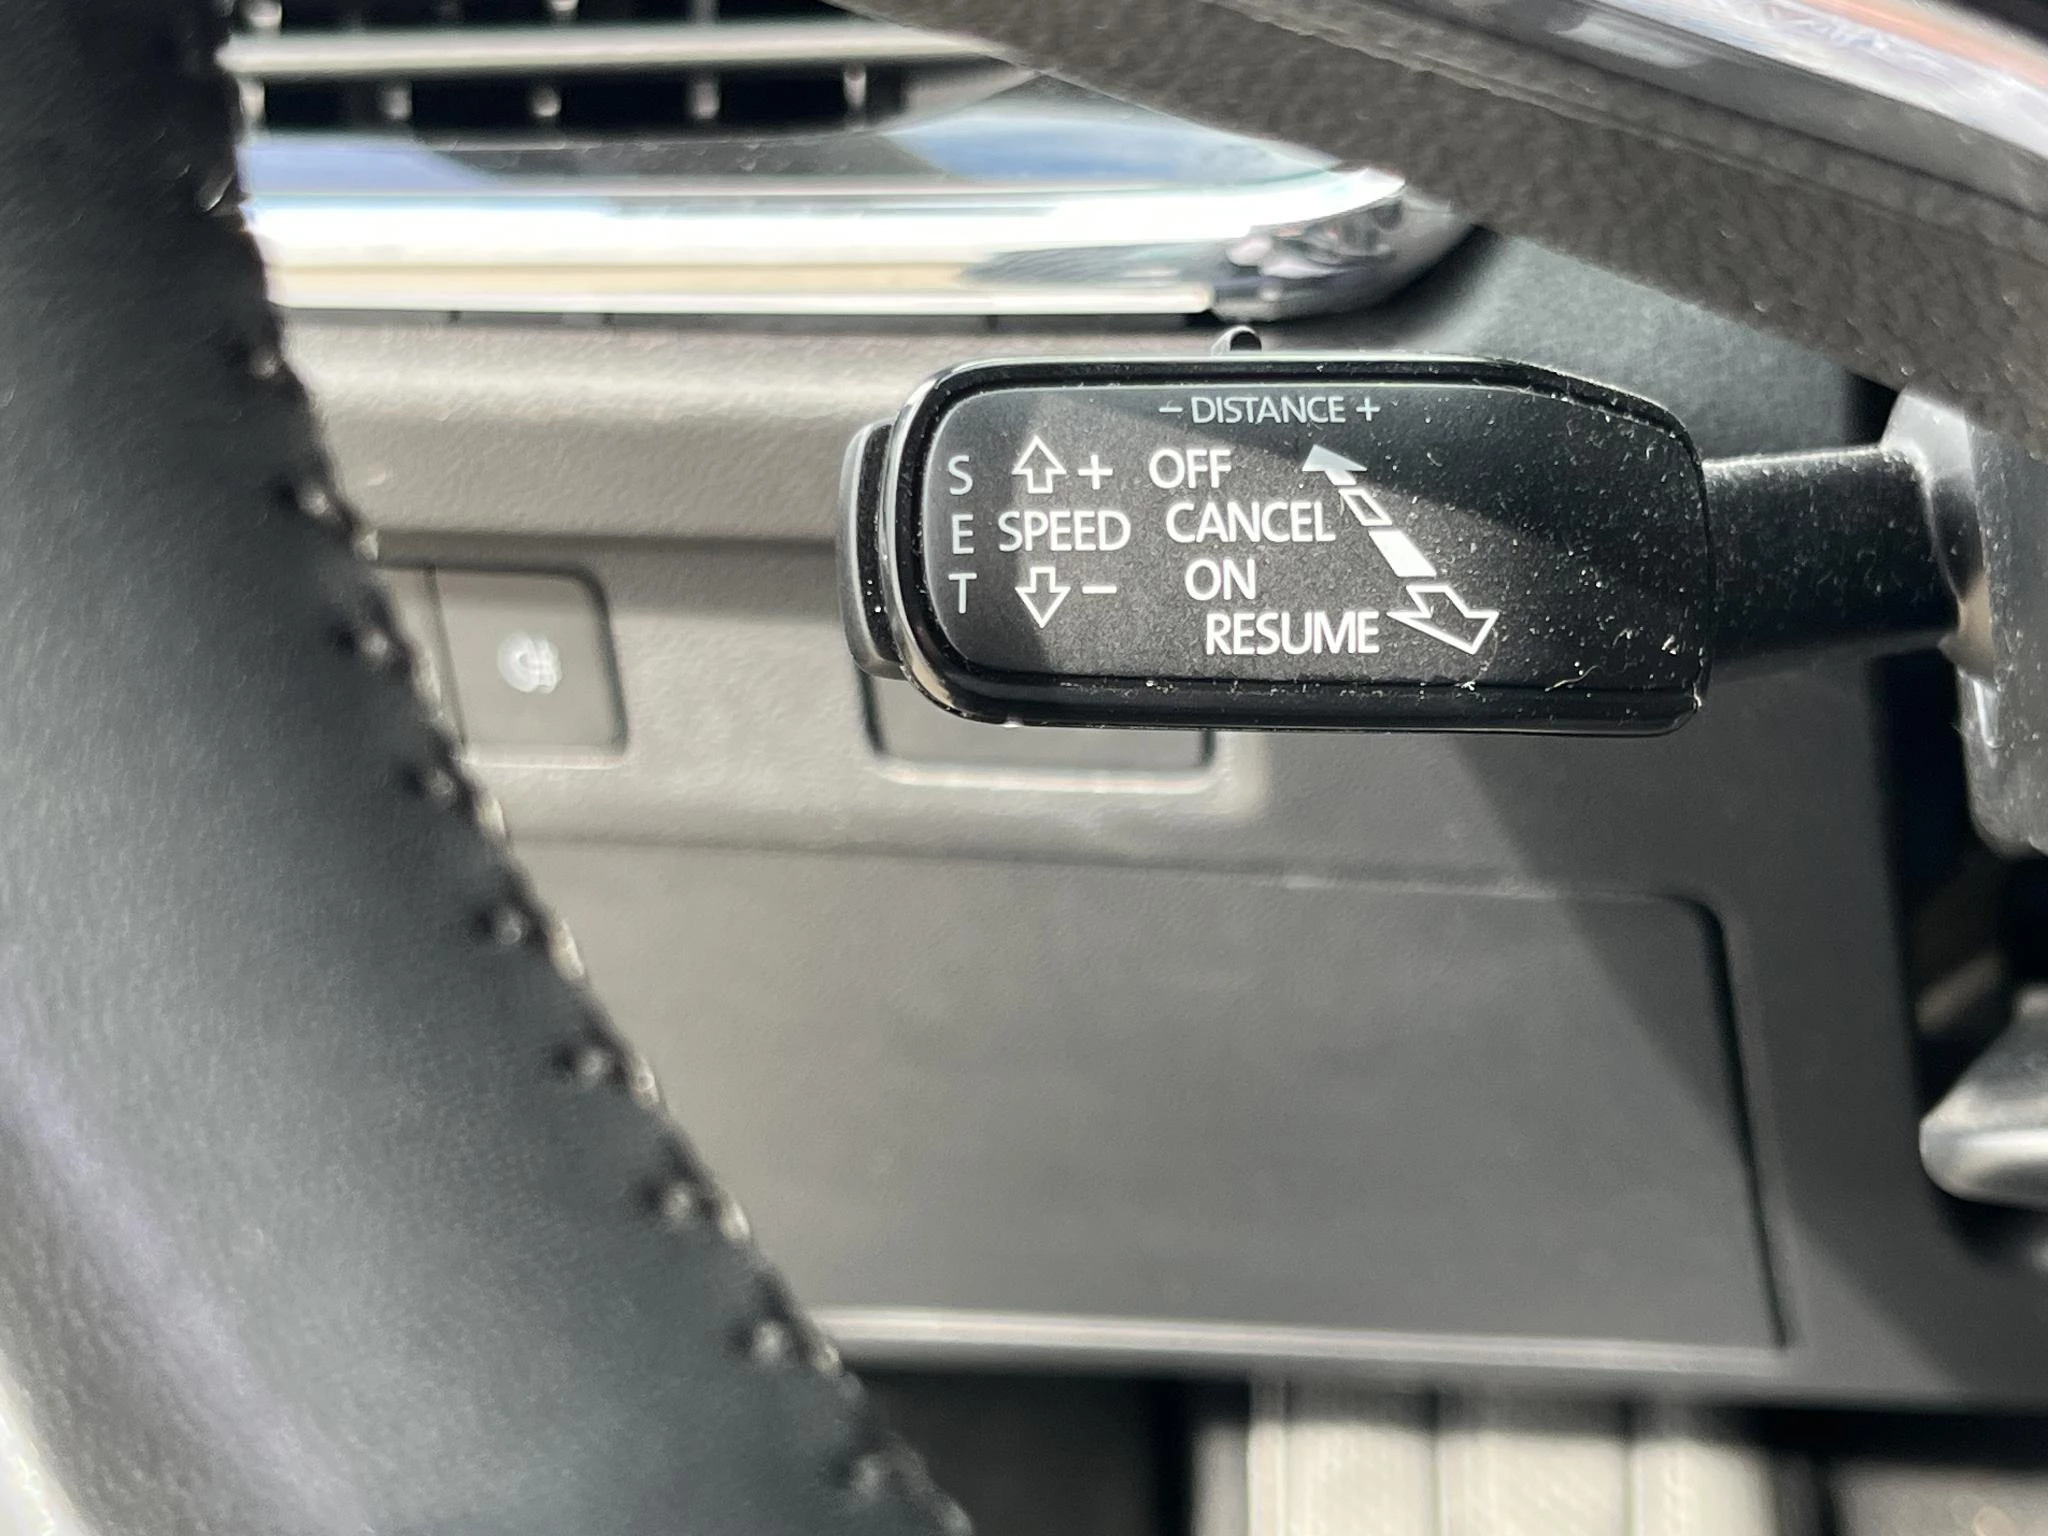 - DISTANCE +
S + OFF
E SPEED CANCEL
T - ON
RESUME